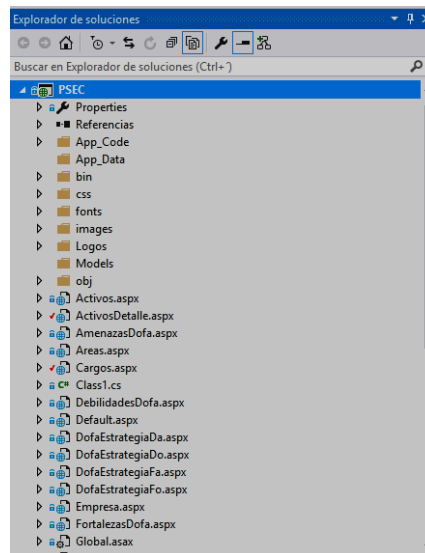 Explorador de soluciones
Buscar en Explorador de soluciones (Ctrl+´)
PSEC
Properties
Referencias
App_Code
App_Data
bin
css
fonts
images
Logos
Models
obj
Activos.aspx
ActivosDetalle.aspx
AmenazasDofa.aspx
Areas.aspx
Cargos.aspx
C# Class1.cs
DebilidadesDofa.aspx
Default.aspx
DofaEstrategiaDa.aspx
DofaEstrategiaDo.aspx
DofaEstrategiaFa.aspx
DofaEstrategiaFo.aspx
Empresa.aspx
FortalezasDofa.aspx
Global.asax